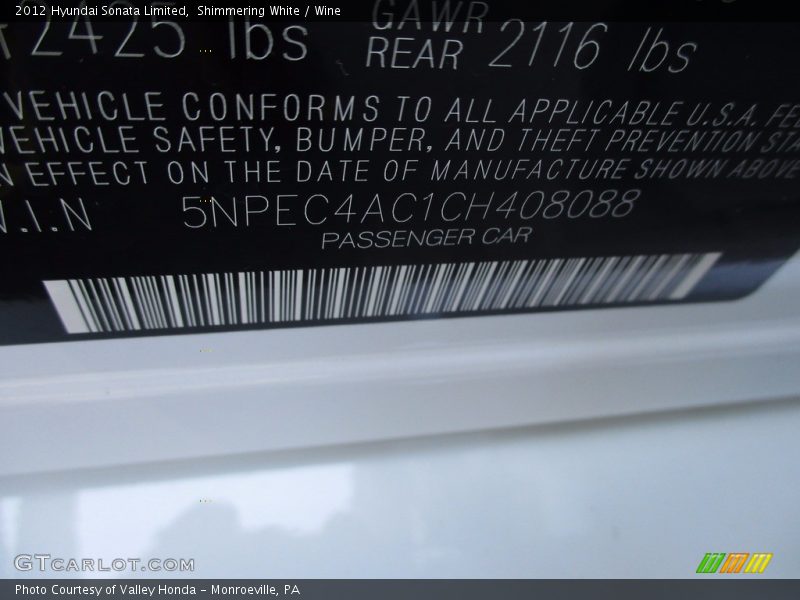 2012 Hyundai Sonata Limited, Shimmering White / Wine
2425 lbs GAWR REAR 2116 lbs
VEHICLE CONFORMS TO ALL APPLICABLE U.S.A.
VEHICLE SAFETY, BUMPER, AND THEFT PREVENTION
EFFECT ON THE DATE OF MANUFACTURE SHOWN ABOVE
V.I.N 5NPEC4AC1CH408088
PASSENGER CAR
GTCARLOT.COM
Photo Courtesy of Valley Honda - Monroeville, PA